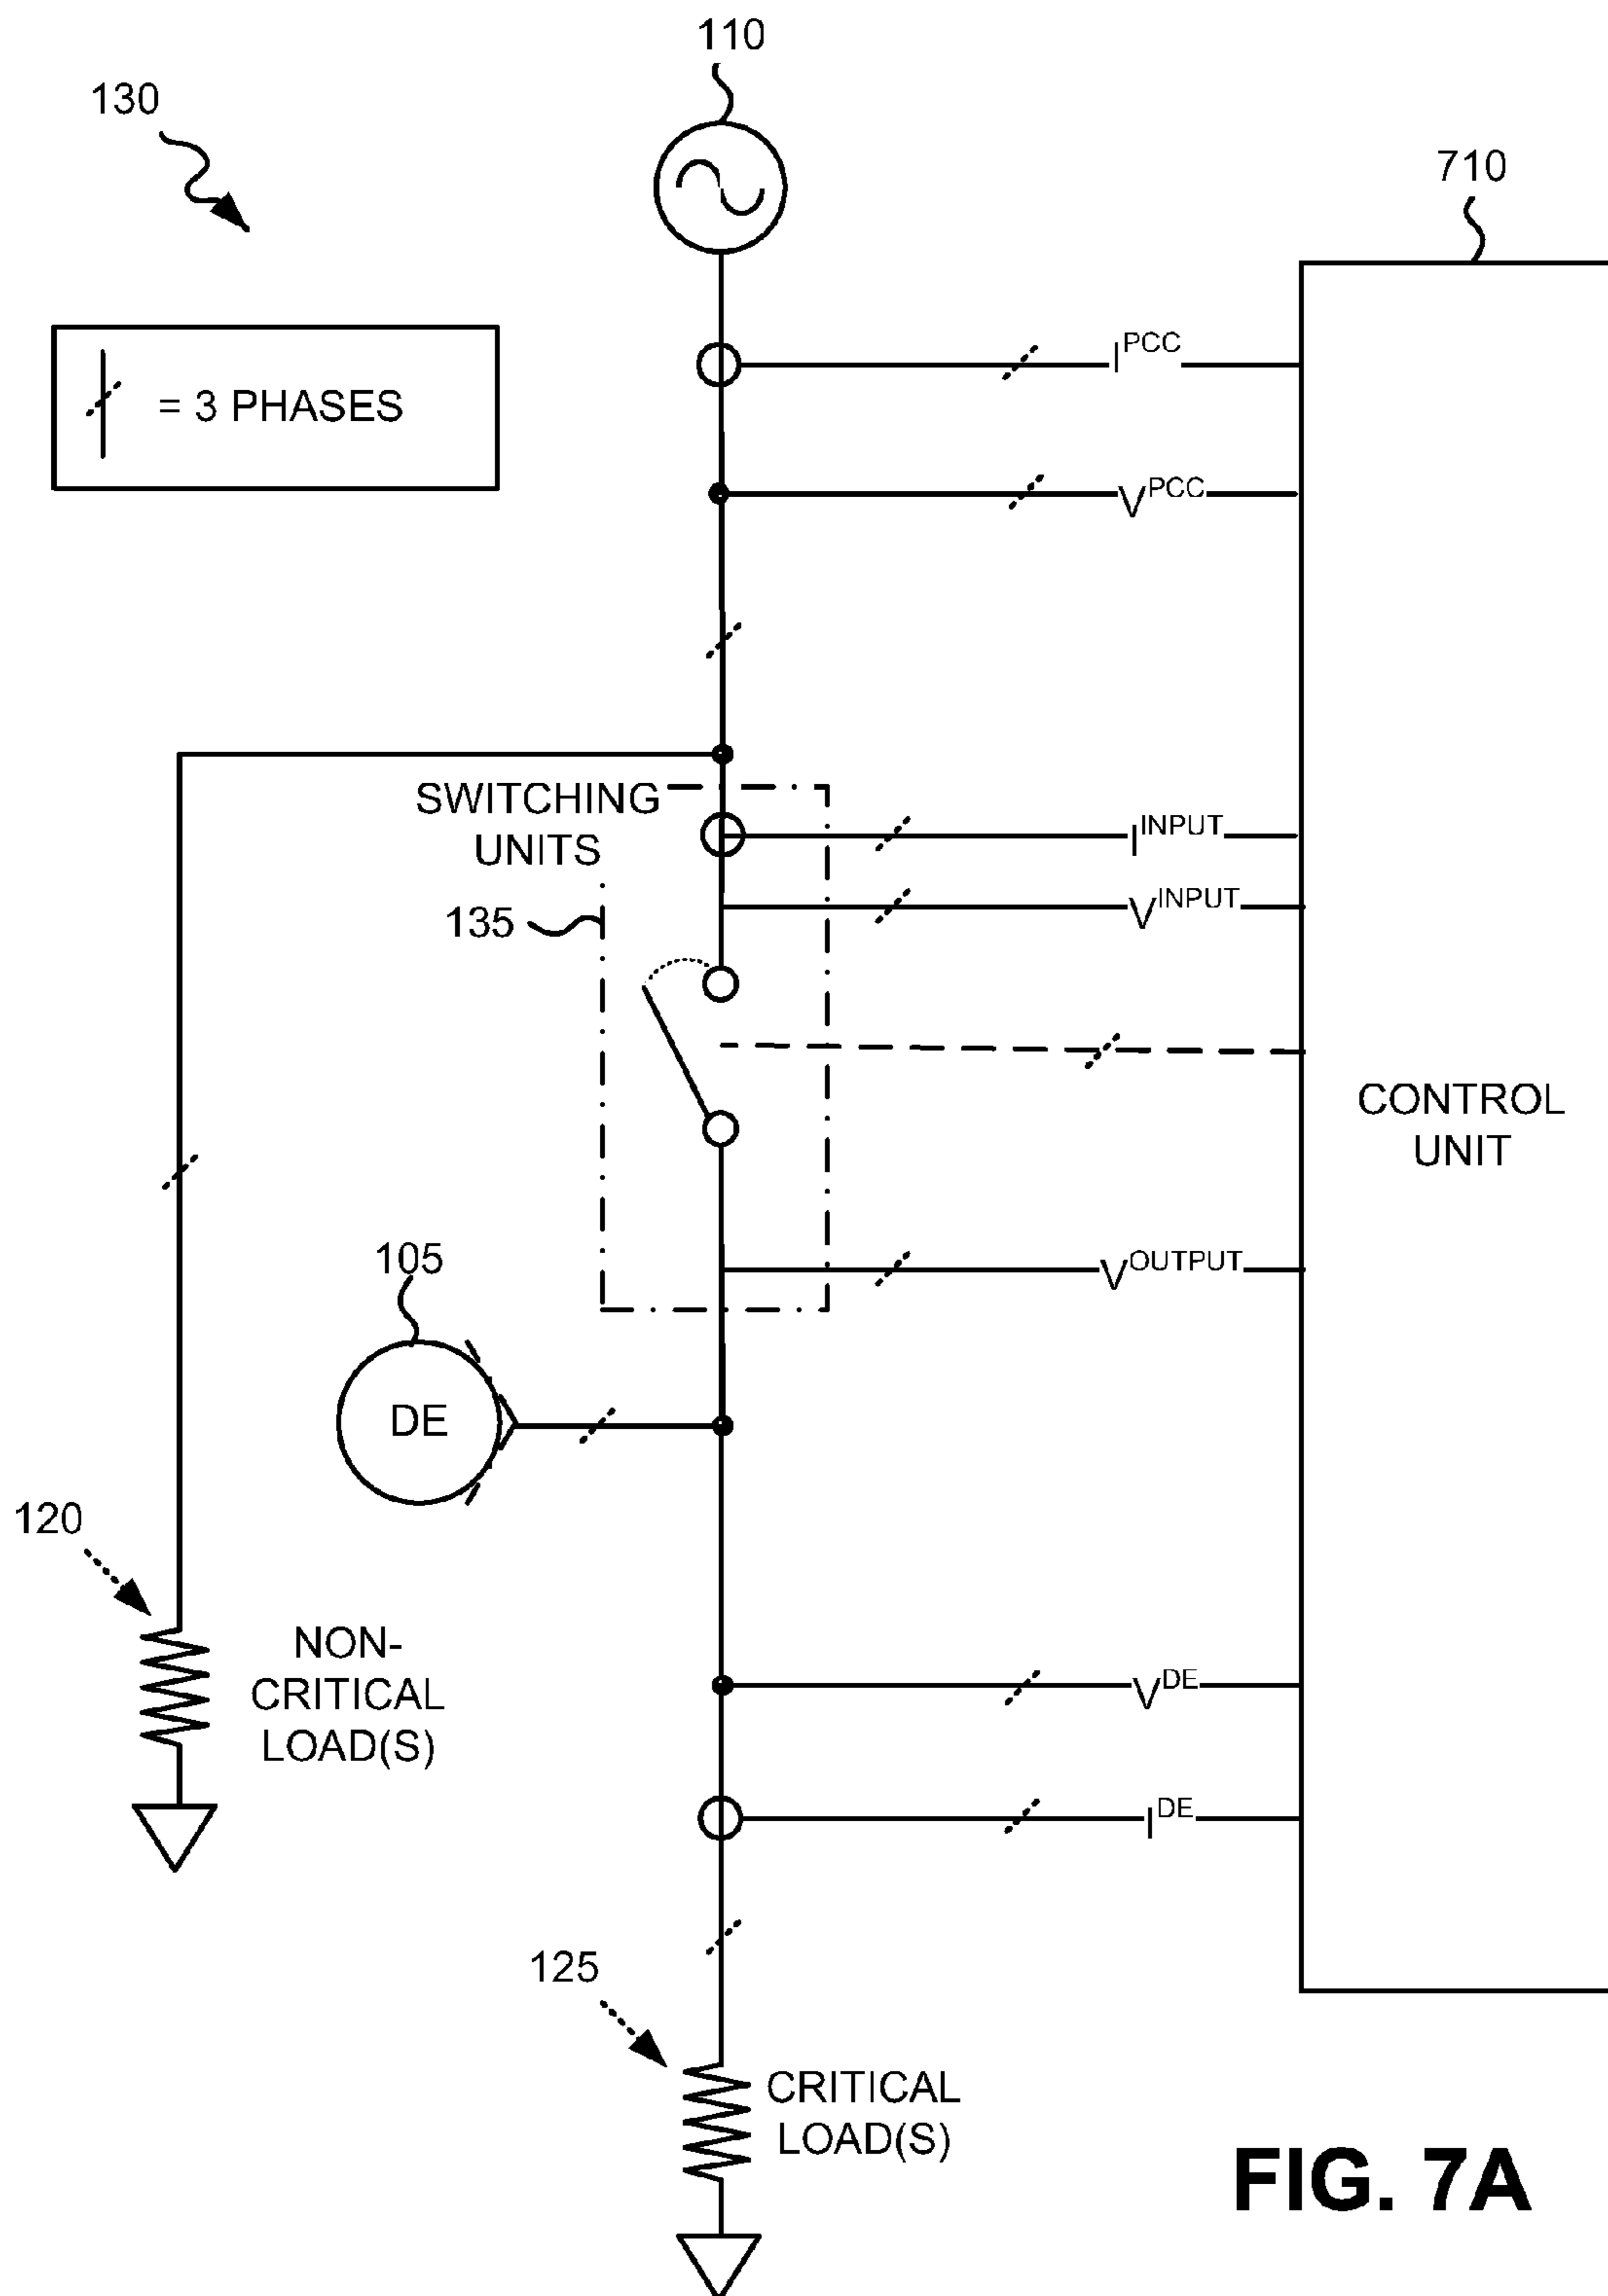 110
130
710
I^PCC
= 3 PHASES
V^PCC
SWITCHING
UNITS
I^INPUT
V^INPUT
135
CONTROL
UNIT
105
V^OUTPUT
DE
120
NON-
CRITICAL
LOAD(S)
V^DE
I^DE
125
CRITICAL
LOAD(S)
FIG. 7A